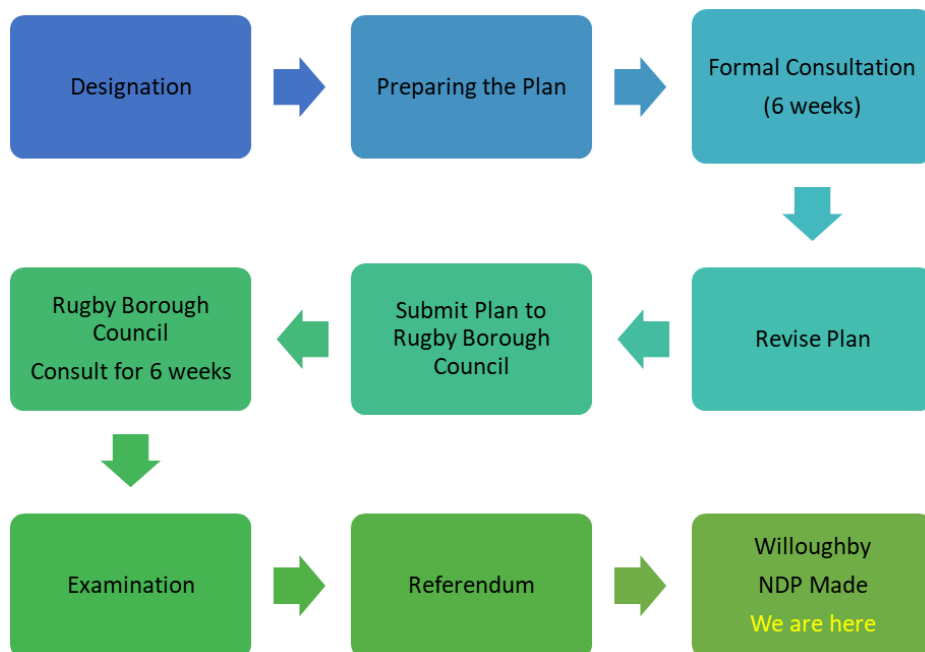 Designation
Preparing the Plan
Formal Consultation
(6 weeks)
Revise Plan
Submit Plan to
Rugby Borough
Council
Rugby Borough
Council
Consult for 6 weeks
Examination
Referendum
Willoughby
NDP Made
We are here